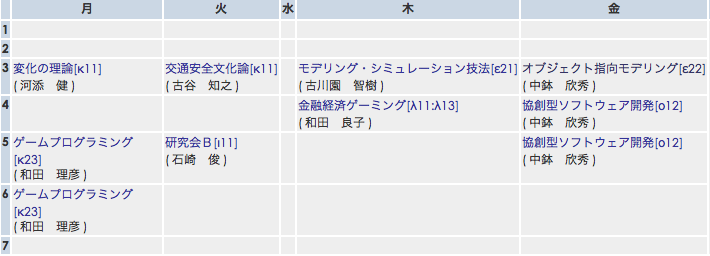 月 火 水 木 金
1
2
3 変化の理論[κ11] 交通安全文化論[κ11] モデリング・シミュレーション技法[ε21] オブジェクト指向モデリング[ε22]
( 河添　健 ) ( 古谷　知之 ) ( 古川園　智樹 ) ( 中鉢　欣秀 )
4 金融経済ゲーミング[λ11:λ13] 協創型ソフトウェア開発[ο12]
( 和田　良子 ) ( 中鉢　欣秀 )
5 ゲームプログラミング 研究会Ｂ[ι11] 協創型ソフトウェア開発[ο12]
[κ23] ( 石崎　俊 ) ( 中鉢　欣秀 )
( 和田　理彦 )
6 ゲームプログラミング
[κ23]
( 和田　理彦 )
7